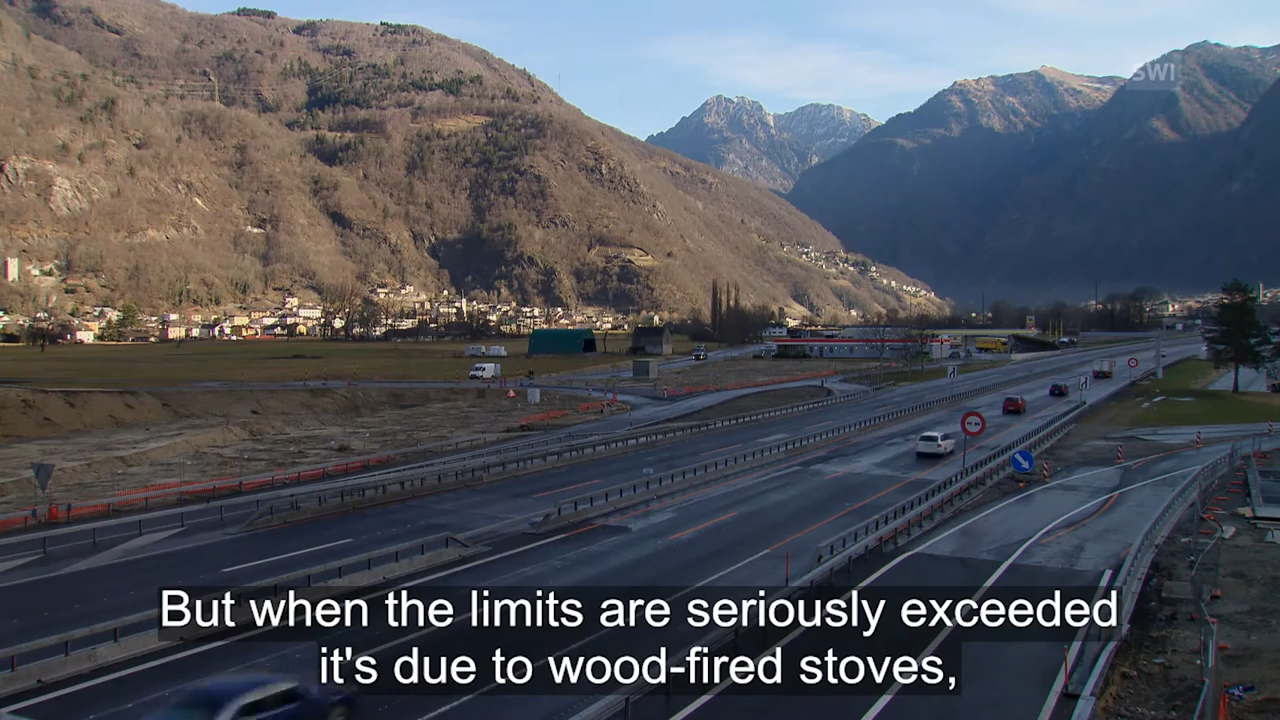 SWI
But when the limits are seriously exceeded
it's due to wood-fired stoves,